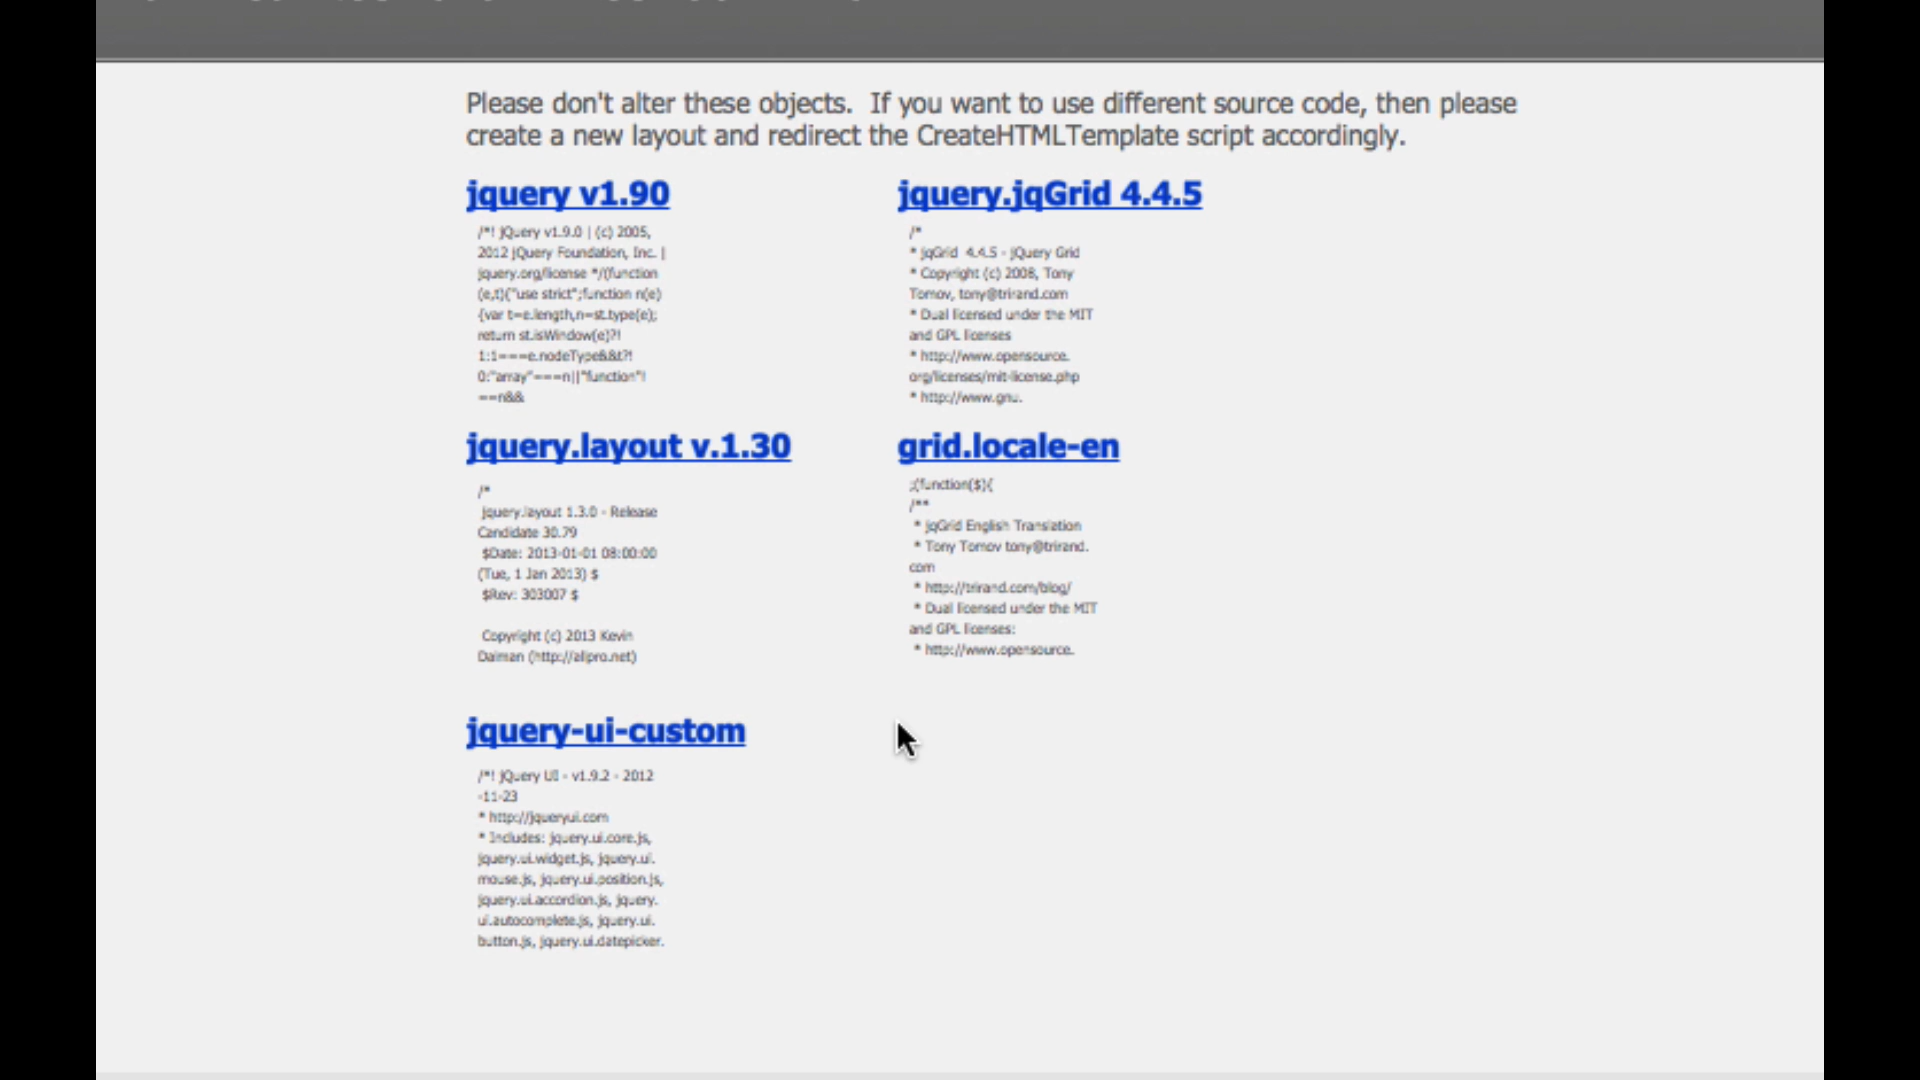 Please don't alter these objects.  If you want to use different source code, then please
create a new layout and redirect the CreateHTMLTemplate script accordingly.
jquery v1.90
/*! jQuery v1.9.0 | (c) 2005,
2012 jQuery Foundation, Inc. |
jquery.org/license */(function
(e,t){"use strict";function n(e)
{var t=e.length,n=st.type(e);
return st.isWindow(e)?!
1:1===e.nodeType&&t?!
0:"array"===n||"function"!
==n&&
jquery.jqGrid 4.4.5
/*
* jqGrid  4.4.5 - jQuery Grid
* Copyright (c) 2008, Tony
Tomov, tony@trirand.com
* Dual licensed under the MIT
and GPL licenses
* http://www.opensource.
org/licenses/mit-license.php
* http://www.gnu.
jquery.layout v.1.30
/*
jquery.layout 1.3.0 - Release
Candidate 30.79
$Date: 2013-01-01 08:00:00
(Tue, 1 Jan 2013) $
$Rev: 303007 $
Copyright (c) 2013 Kevin
Dalman (http://allpro.net)
grid.locale-en
;(function($){
/**
* jqGrid English Translation
* Tony Tomov tony@trirand.
com
* http://trirand.com/blog/
* Dual licensed under the MIT
and GPL licenses:
* http://www.opensource.
jquery-ui-custom
/*! jQuery UI - v1.9.2 - 2012
-11-23
* http://jqueryui.com
* Includes: jquery.ui.core.js,
jquery.ui.widget.js, jquery.ui.
mouse.js, jquery.ui.position.js,
jquery.ui.accordion.js, jquery.
ui.autocomplete.js, jquery.ui.
button.js, jquery.ui.datepicker.